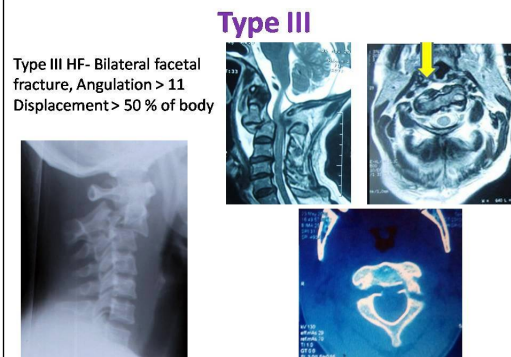 Type III
Type III HF- Bilateral facetal
fracture, Angulation > 11
Displacement > 50 % of body